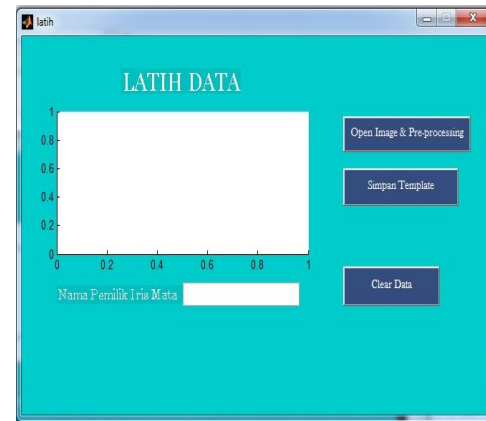 latih
LATIH DATA
1
0.8
0.6
0.4
0.2
0
0 0.2 0.4 0.6 0.8 1
Nama Pemilik Iris Mata
Open Image & Pre-processing
Simpan Template
Clear Data